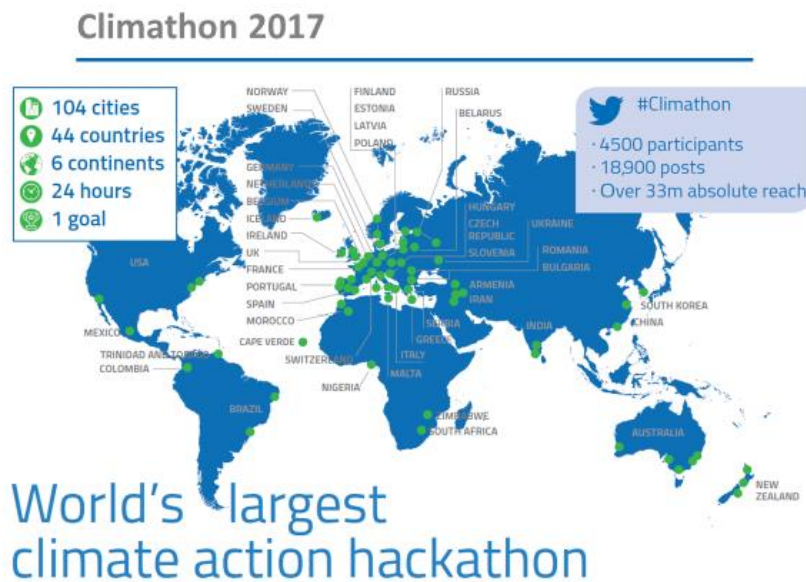 Climathon 2017
104 cities
44 countries
6 continents
24 hours
1 goal
#Climathon
· 4500 participants
· 18,900 posts
· Over 33m absolute reach
NORWAY
SWEDEN
FINLAND
ESTONIA
LATVIA
POLAND
RUSSIA
BELARUS
GERMANY
NETHERLANDS
BELGIUM
ICELAND
IRELAND
UK
FRANCE
PORTUGAL
SPAIN
MOROCCO
HUNGARY
CZECH
REPUBLIC
SLOVENIA
UKRAINE
ROMANIA
BULGARIA
ARMENIA
IRAN
SERBIA
GREECE
ITALY
MALTA
SWITZERLAND
CAPE VERDE
NIGERIA
USA
MEXICO
TRINIDAD AND TOBAGO
COLOMBIA
BRAZIL
ZIMBABWE
SOUTH AFRICA
INDIA
SOUTH KOREA
CHINA
AUSTRALIA
NEW
ZEALAND
World's largest
climate action hackathon